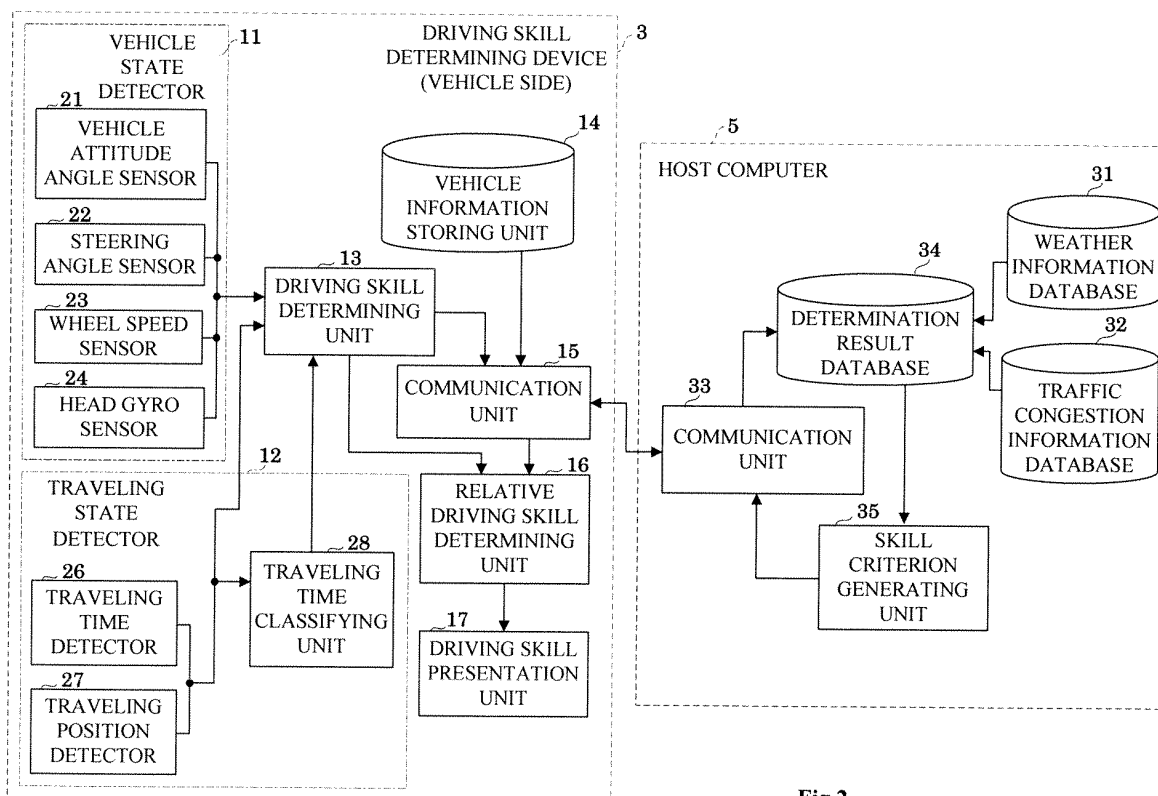 11
VEHICLE
STATE
DETECTOR
21
VEHICLE
ATTITUDE
ANGLE SENSOR
22
STEERING
ANGLE SENSOR
23
WHEEL SPEED
SENSOR
24
HEAD GYRO
SENSOR
DRIVING SKILL
DETERMINING DEVICE
(VEHICLE SIDE)
3
14
VEHICLE
INFORMATION
STORING UNIT
13
DRIVING SKILL
DETERMINING
UNIT
15
COMMUNICATION
UNIT
16
RELATIVE
DRIVING SKILL
DETERMINING
UNIT
17
DRIVING SKILL
PRESENTATION
UNIT
12
TRAVELING
STATE
DETECTOR
26
TRAVELING
TIME
DETECTOR
27
TRAVELING
POSITION
DETECTOR
28
TRAVELING
TIME
CLASSIFYING
UNIT
5
HOST COMPUTER
31
WEATHER
INFORMATION
DATABASE
34
DETERMINATION
RESULT
DATABASE
32
TRAFFIC
CONGESTION
INFORMATION
DATABASE
33
COMMUNICATION
UNIT
35
SKILL
CRITERION
GENERATING
UNIT